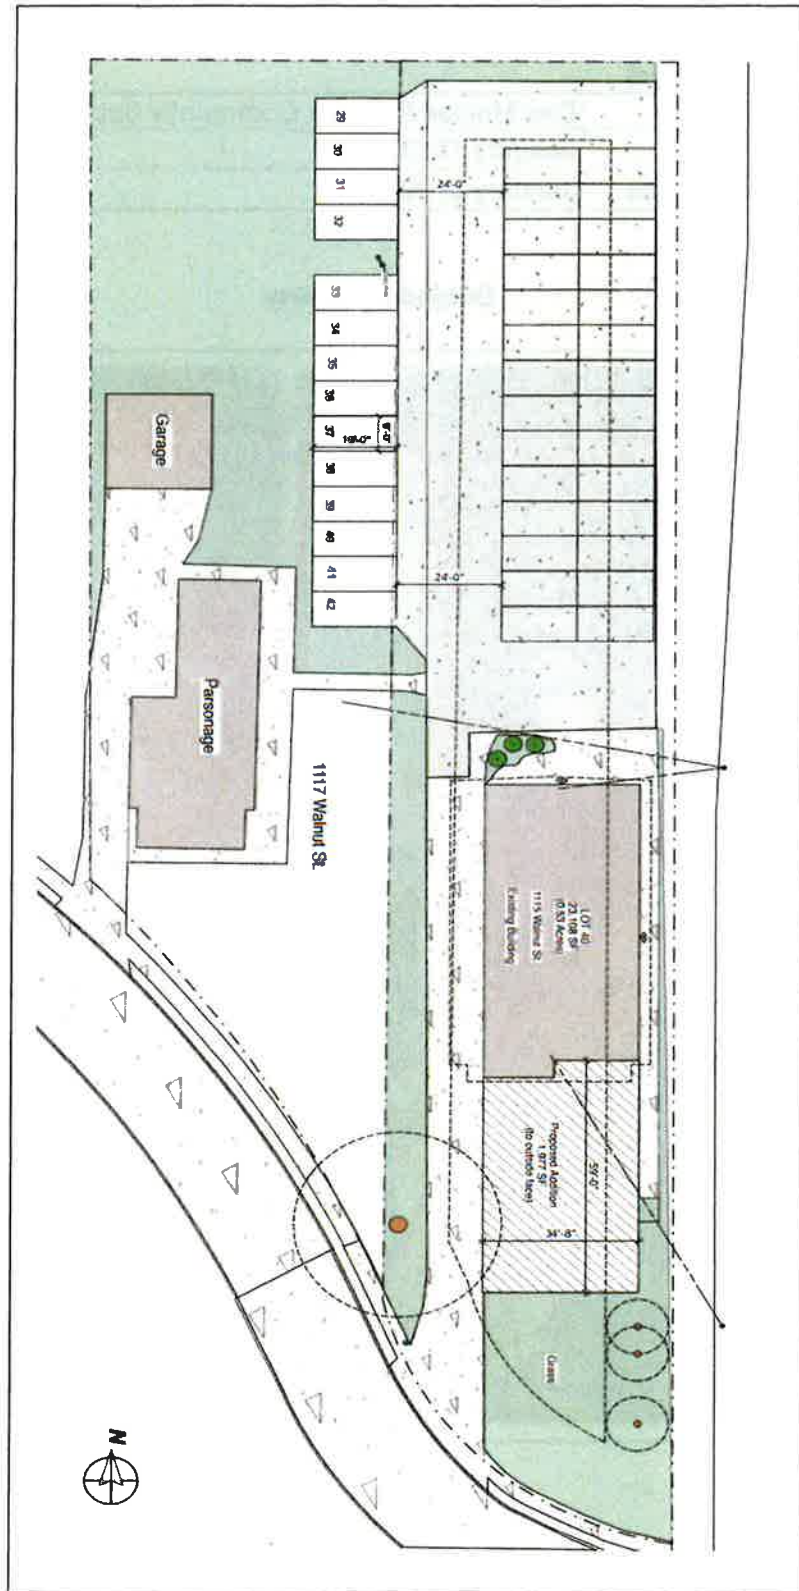 29
30
31
32
33
34
35
36
37
38
39
40
41
42
24'-0"
9'-0"
24'-0"
Garage
Parsonage
1117 Walnut St.
LOT 40
23,108 SF
(0.53 Acres)
1115 Walnut St.
Existing Building
Proposed Addition
1,977 SF
(to outside face)
59'-0"
34'-8"
Grass
N